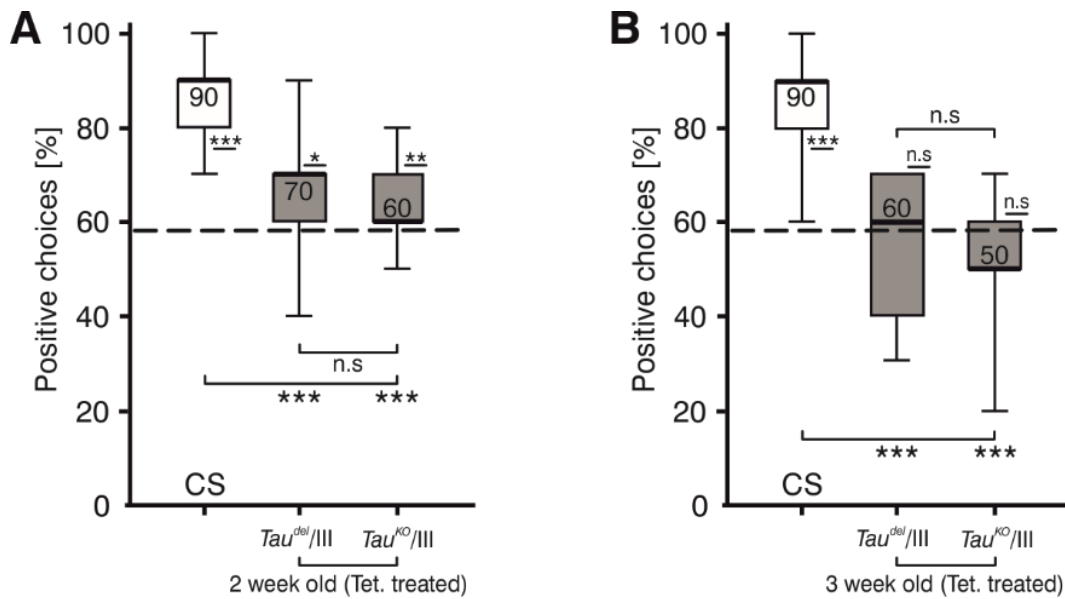 A
Positive choices [%]
100
80
60
40
20
0
90
***
70
*
60
**
n.s
*** ***
CS
Tau^del/III Tau^KO/III
2 week old (Tet. treated)
B
Positive choices [%]
100
80
60
40
20
0
90
***
n.s
60
n.s
50
n.s
*** ***
CS
Tau^del/III Tau^KO/III
3 week old (Tet. treated)